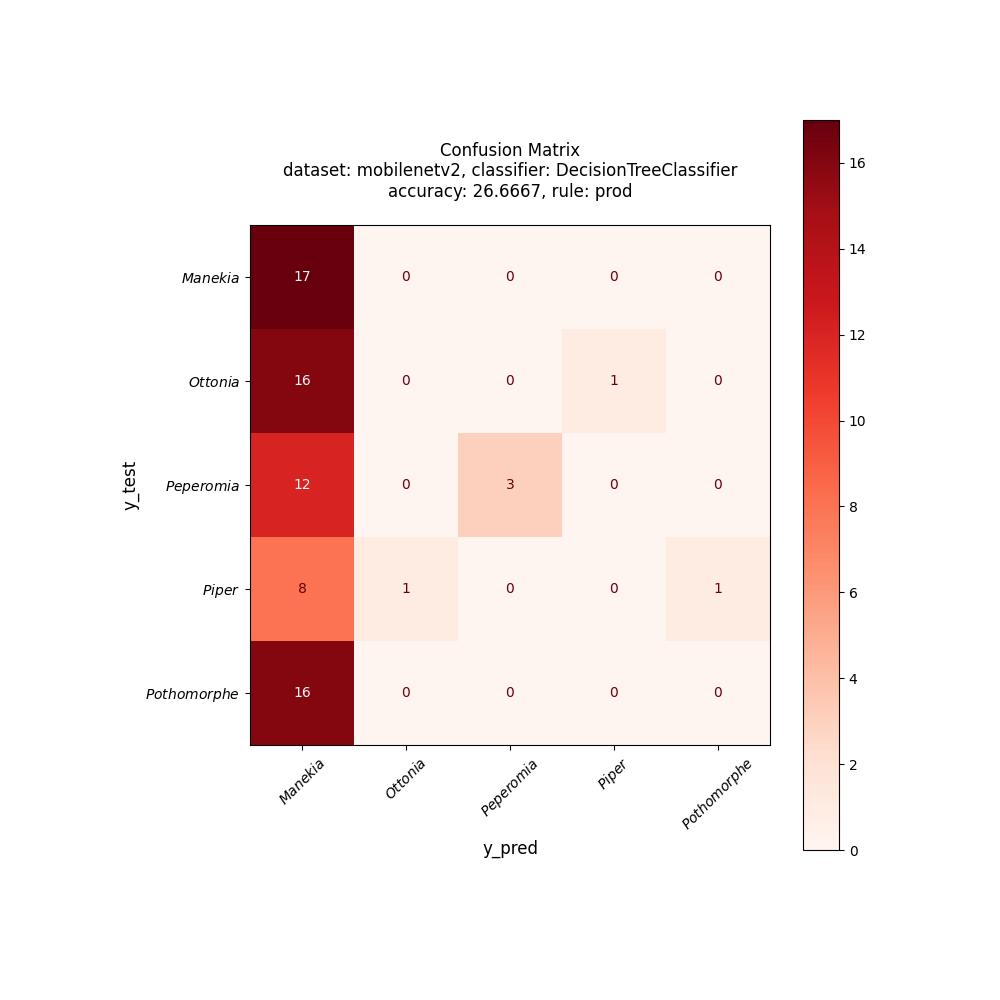 Confusion Matrix
dataset: mobilenetv2, classifier: DecisionTreeClassifier
accuracy: 26.6667, rule: prod
y_test
Manekia 17 0 0 0 0
Ottonia 16 0 0 1 0
Peperomia 12 0 3 0 0
Piper 8 1 0 0 1
Pothomorphe 16 0 0 0 0
Manekia Ottonia Peperomia Piper Pothomorphe
y_pred
16
14
12
10
8
6
4
2
0